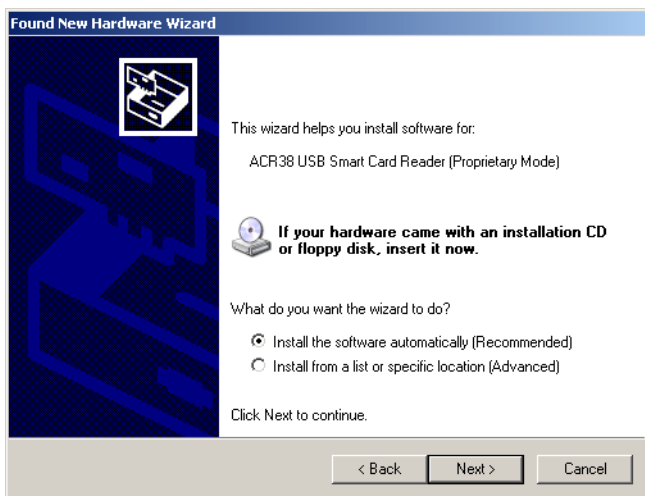 Found New Hardware Wizard
This wizard helps you install software for:
ACR38 USB Smart Card Reader (Proprietary Mode)
If your hardware came with an installation CD
or floppy disk, insert it now.
What do you want the wizard to do?
Install the software automatically (Recommended)
Install from a list or specific location (Advanced)
Click Next to continue.
< Back Next > Cancel